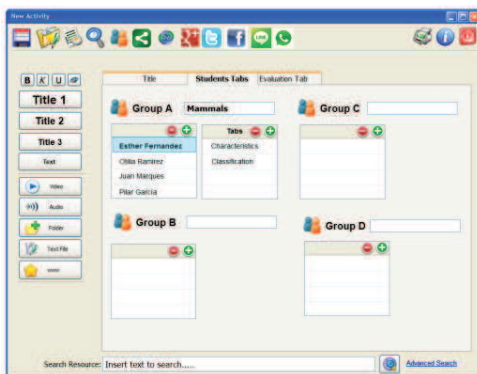 New Activity
B K U
Title 1
Title 2
Title 3
Text
Video
Audio
Folder
Text File
www
Title
Students Tabs
Evaluation Tab
Group A
Mammals
Esther Fernandez
Otilia Ramirez
Juan Marques
Pilar Garcia
Tabs
Characteristics
Classification
Group C
Group B
Group D
Search Resource:
Insert text to search.....
Advanced Search